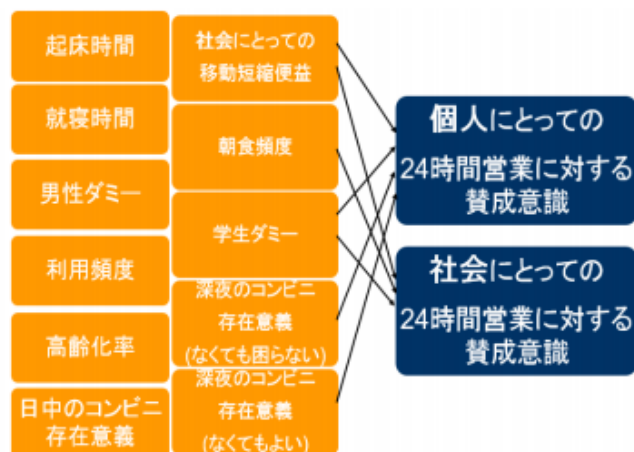 起床時間
就寝時間
男性ダミー
利用頻度
高齢化率
日中のコンビニ
存在意義
社会にとっての
移動短縮便益
朝食頻度
学生ダミー
深夜のコンビニ
存在意義
(なくても困らない)
深夜のコンビニ
存在意義
(なくてもよい)
個人にとっての
24時間営業に対する
賛成意識
社会にとっての
24時間営業に対する
賛成意識